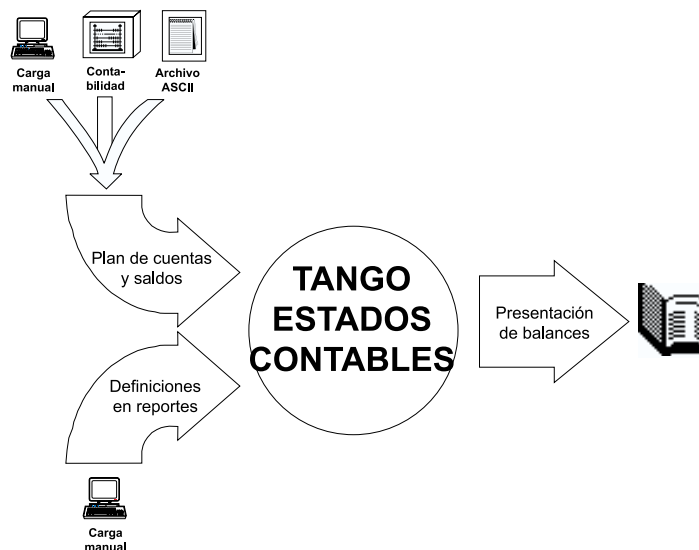 Carga
manual
Conta-
bilidad
Archivo
ASCII
Plan de cuentas
y saldos
TANGO
ESTADOS
CONTABLES
Presentación
de balances
Definiciones
en reportes
Carga
manual